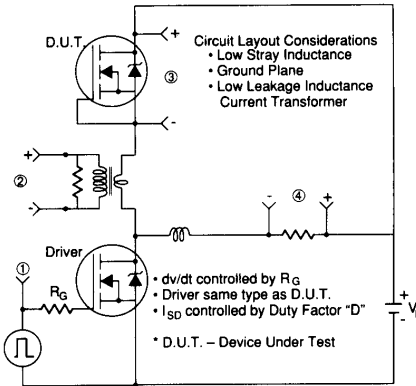 D.U.T.
+
③
-
Circuit Layout Considerations
• Low Stray Inductance
• Ground Plane
• Low Leakage Inductance
Current Transformer
+
②
-
④
-
+
Driver
①
RG
• dv/dt controlled by RG
• Driver same type as D.U.T.
• ISD controlled by Duty Factor "D"
* D.U.T. – Device Under Test
+
-
V